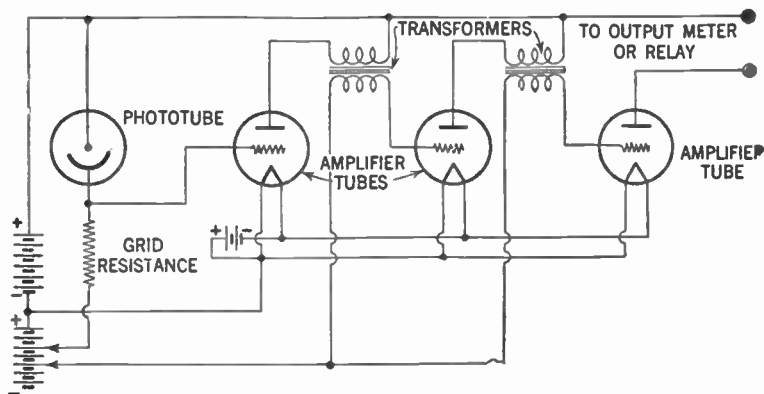 TRANSFORMERS
TO OUTPUT METER
OR RELAY
PHOTOTUBE
AMPLIFIER
TUBES
AMPLIFIER
TUBE
GRID
RESISTANCE
+
+
-
-
+
-